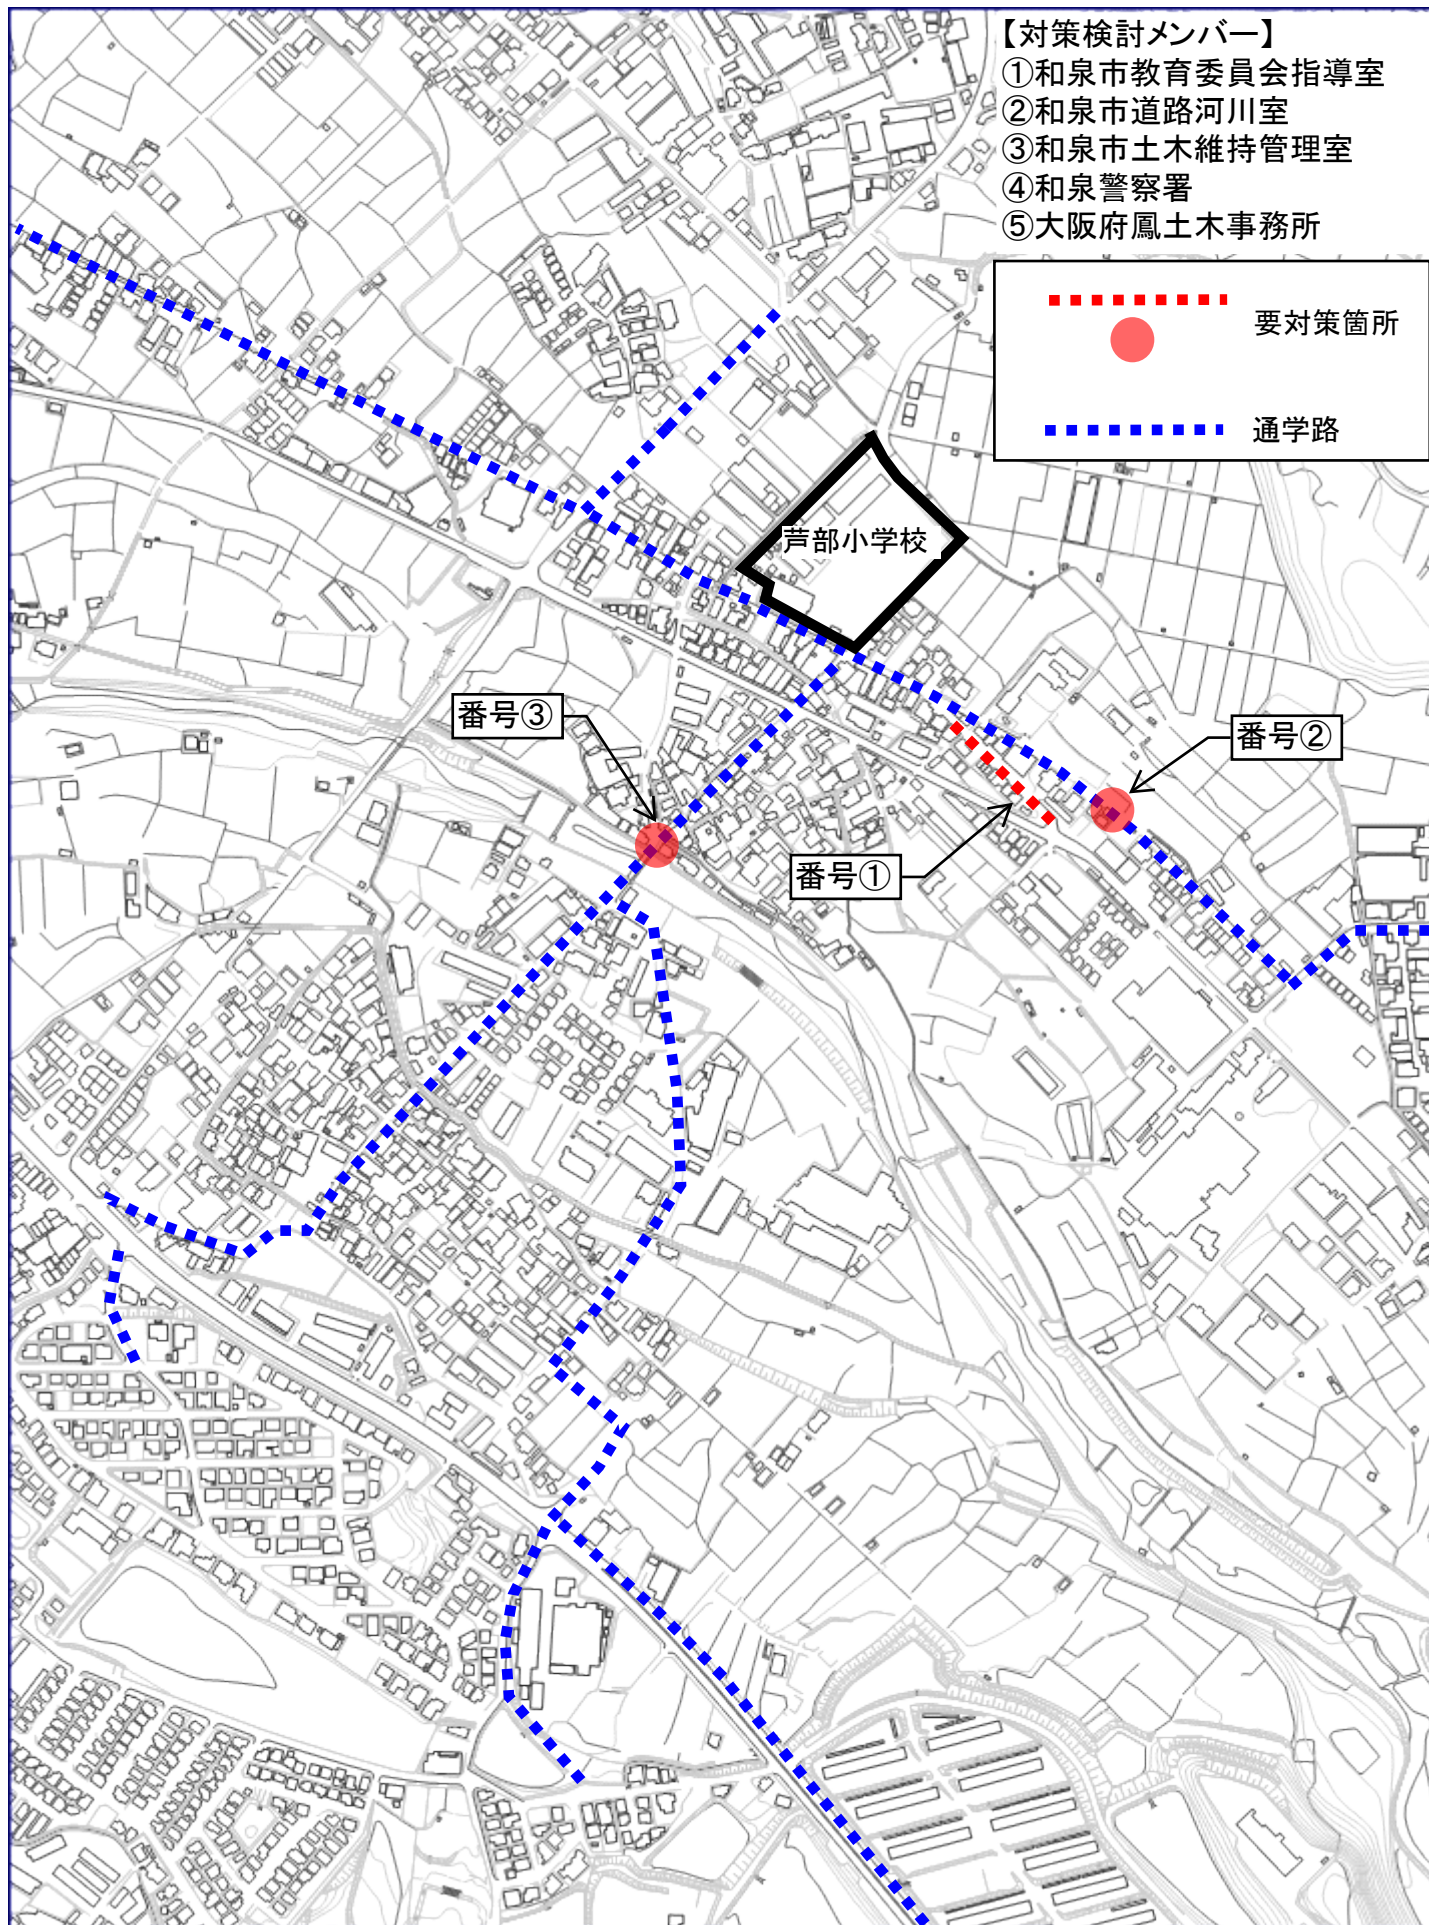 【対策検討メンバー】
①和泉市教育委員会指導室
②和泉市道路河川室
③和泉市土木維持管理室
④和泉警察署
⑤大阪府鳳土木事務所
要対策箇所
通学路
芦部小学校
番号③
番号②
番号①